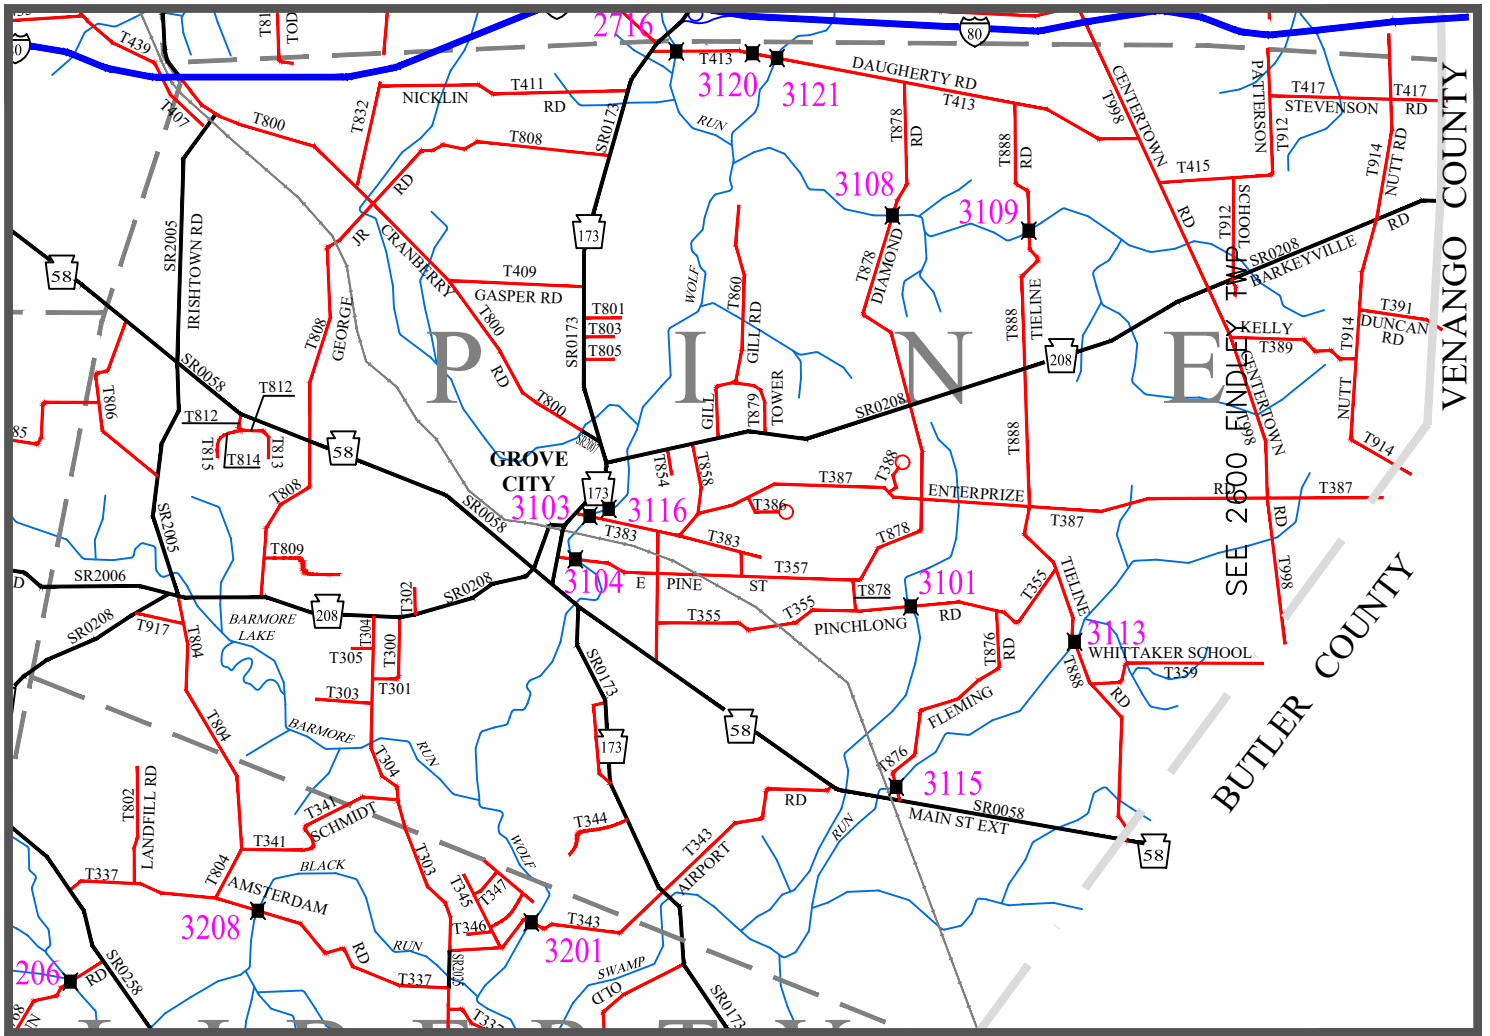 T439
TOD
2716
80
T413
3120
3121
DAUGHERTY RD
T413
CENTERTOWN
T998
PATTERSON
T912
T417
STEVENSON
T417
RD
NICKLIN
T411
RD
T832
T407
T800
T808
SR0173
RUN
T878
RD
T888
RD
T415
T914
NUTT RD
VENANGO COUNTY
RD
3108
3109
RD
T912
SCHOOL
SR0208
BARKEYVILLE
RD
SR2005
IRISHTOWN RD
JR
CRANBERRY
173
58
T409
GASPER RD
WOLF
T860
GILL RD
T878
DIAMOND
T888
TIELINE
T801
T803
T805
SR0173
T808
GEORGE
T800
RD
T800
P I N E
208
KELLY
T389
T391
DUNCAN
RD
T914
NUTT
SEE 2600 FINDLEY TWP
CENTERTOWN
T998
SR0058
T812
T812
T806
T815
T814
T813
58
GILL
T879
TOWER
SR0208
T888
SR2007
GROVE
CITY
173
T854
T858
T388
T387
ENTERPRIZE
RD
T387
T914
85
T808
SR0058
3103
3116
T386
T387
RD
T383
T383
T878
SR2005
T809
3104
E
PINE
ST
T357
T878
3101
T355
TIELINE
T998
D
SR2006
SR0208
208
T302
SR0208
T917
T804
BARMORE
LAKE
T304
T305
T300
T301
T303
T355
T355
PINCHLONG
RD
T876
RD
3113
T888
WHITTAKER SCHOOL
T359
RD
BUTLER COUNTY
SR0173
173
58
FLEMING
T876
T804
BARMORE
RUN
T304
3115
SR0058
MAIN ST EXT
58
T802
LANDFILL RD
T341
SCHMIDT
T341
T344
RD
T343
AIRPORT
RUN
T337
T804
AMSTERDAM
BLACK
T303
WOLF
T345
T347
T346
3208
RD
RUN
T337
SR2025
3201
T343
SWAMP
OLD
206
RD
SR0258
T337
SR0173